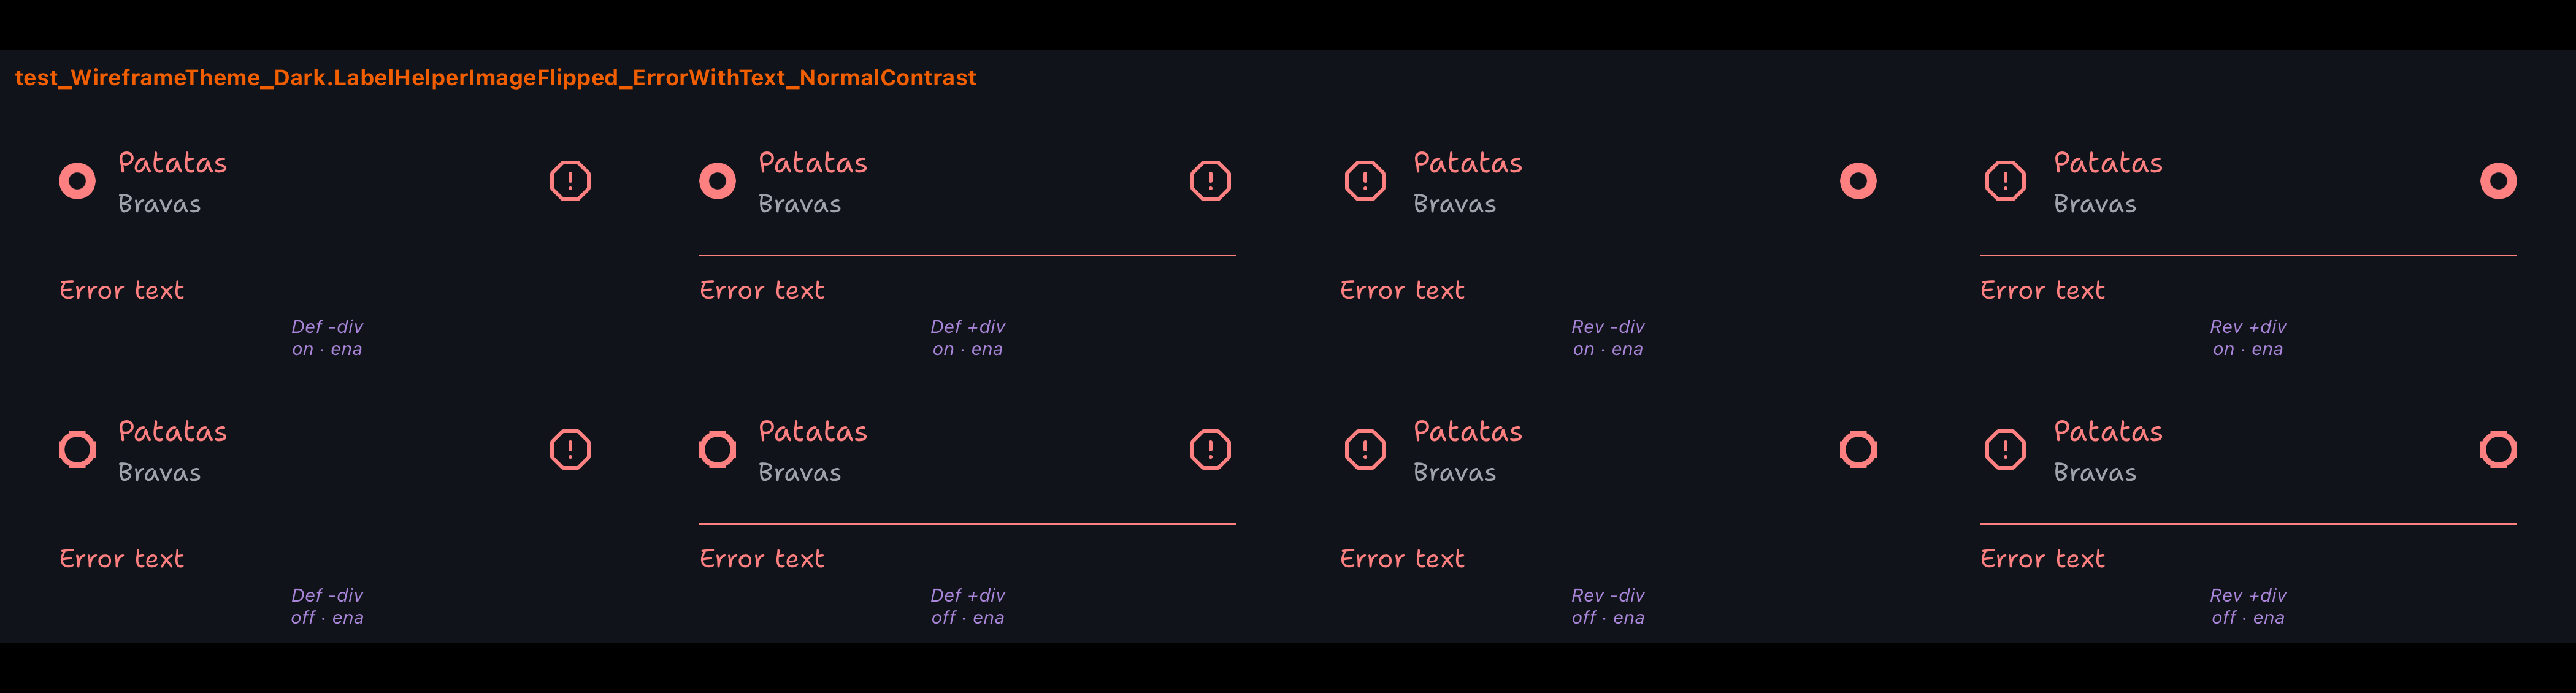 test_WireframeTheme_Dark.LabelHelperImageFlipped_ErrorWithText_NormalContrast
Patatas
Bravas
Error text
Def -div
on · ena
Patatas
Bravas
Error text
Def +div
on · ena
Patatas
Bravas
Error text
Rev -div
on · ena
Patatas
Bravas
Error text
Rev +div
on · ena
Patatas
Bravas
Error text
Def -div
off · ena
Patatas
Bravas
Error text
Def +div
off · ena
Patatas
Bravas
Error text
Rev -div
off · ena
Patatas
Bravas
Error text
Rev +div
off · ena